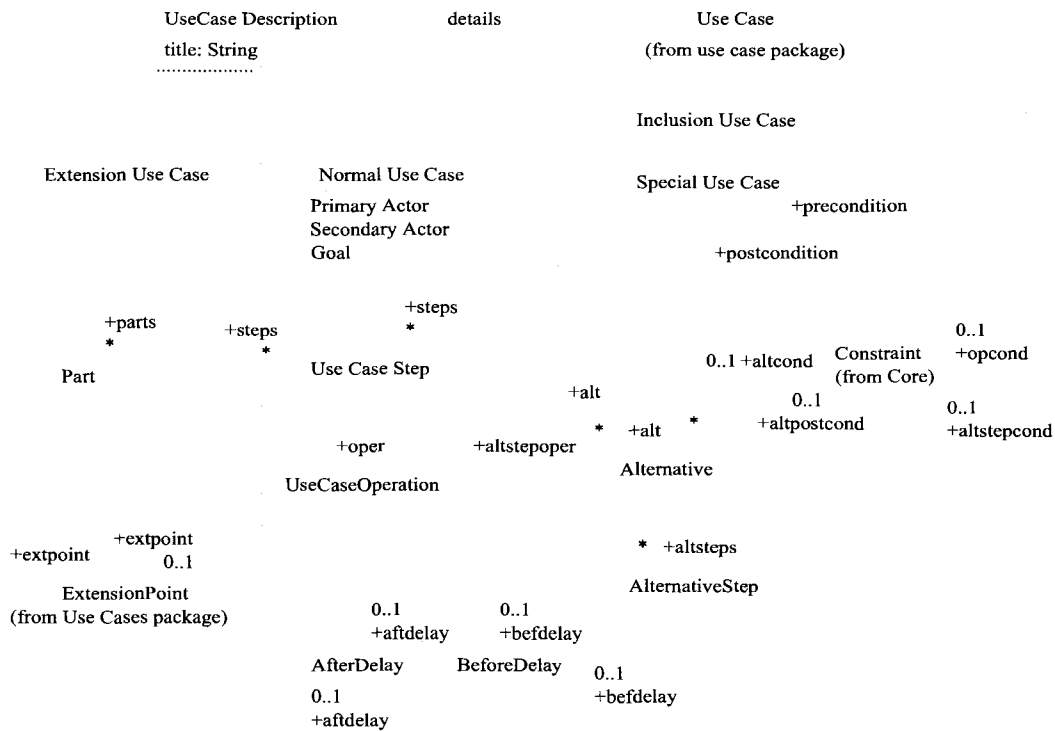 UseCase Description
details
Use Case
title: String
(from use case package)
Inclusion Use Case
Extension Use Case
Normal Use Case
Special Use Case
Primary Actor
+precondition
Secondary Actor
Goal
+postcondition
+steps
*
+parts
*
+steps
*
0..1
+opcond
Part
Use Case Step
0..1 +altcond
Constraint
(from Core)
+alt
*
0..1
+altpostcond
0..1
+altstepcond
+alt
*
+oper
+altstepoper
Alternative
UseCaseOperation
+extpoint
+extpoint
0..1
* +altsteps
ExtensionPoint
(from Use Cases package)
AlternativeStep
0..1
+aftdelay
0..1
+befdelay
AfterDelay
BeforeDelay
0..1
+befdelay
0..1
+aftdelay